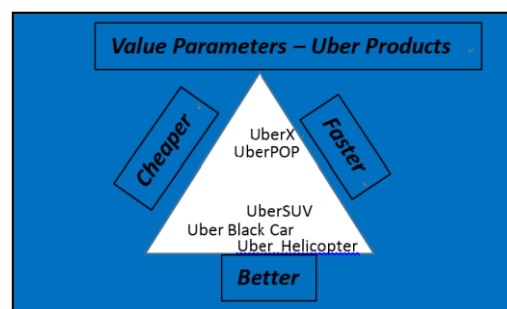 Value Parameters – Uber Products
Cheaper
Faster
UberX
UberPOP
UberSUV
Uber Black Car
Uber Helicopter
Better